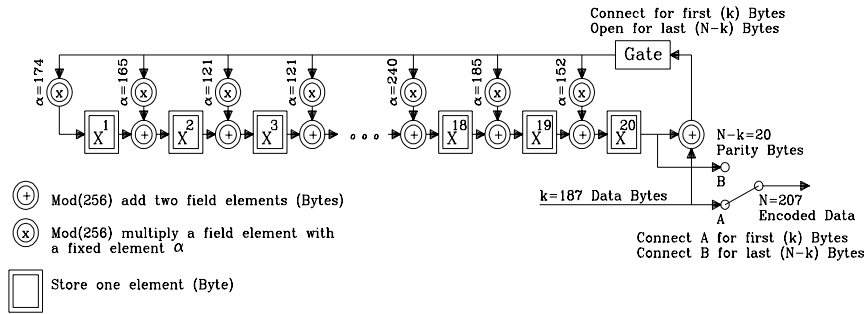 Connect for first (k) Bytes
Open for last (N-k) Bytes
Gate
α=174
α=165
α=121
α=121
α=240
α=185
α=152
x x x x x x x
X1 + X2 + X3 + o o o + X18 + X19 + X20 +
N-k=20
Parity Bytes
B
k=187 Data Bytes
A
N=207
Encoded Data
Connect A for first (k) Bytes
Connect B for last (N-k) Bytes
+ Mod(256) add two field elements (Bytes)
x Mod(256) multiply a field element with
a fixed element α
Store one element (Byte)